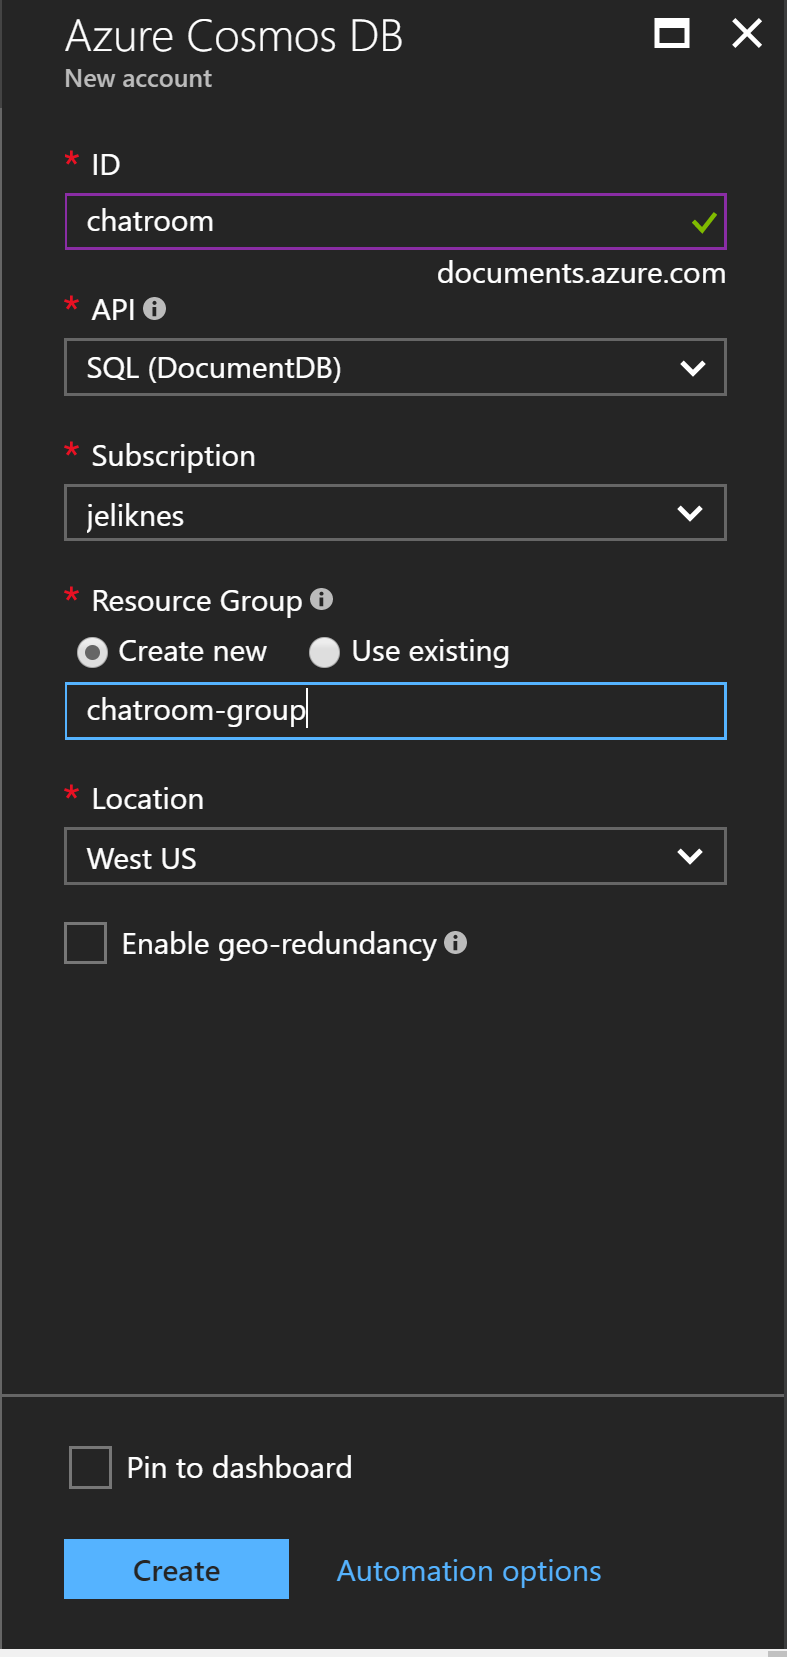 Azure Cosmos DB
New account
* ID
chatroom
documents.azure.com
* API
SQL (DocumentDB)
* Subscription
jeliknes
* Resource Group
Create new Use existing
chatroom-group
* Location
West US
Enable geo-redundancy
Pin to dashboard
Create Automation options